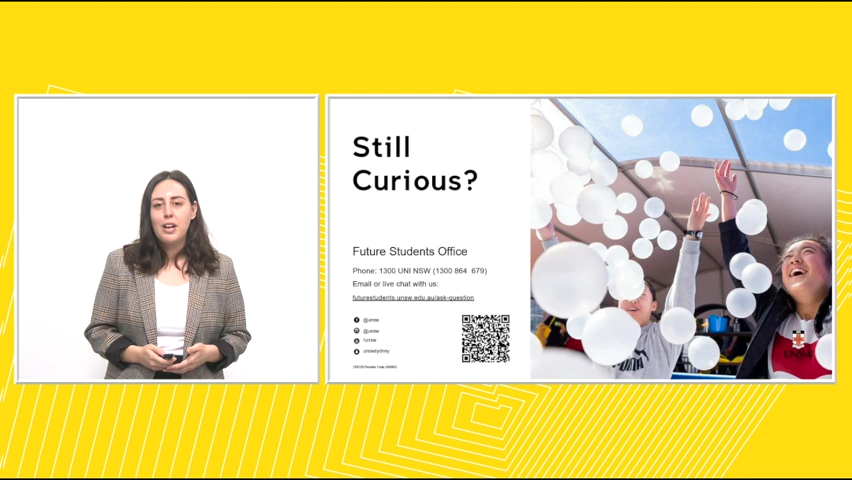 Still
Curious?
Future Students Office
Phone: 1300 UNI NSW (1300 864 679)
Email or live chat with us:
futurestudents.unsw.edu.au/ask-question
@unsw
@unsw
/unsw
unswsydney
UNSW